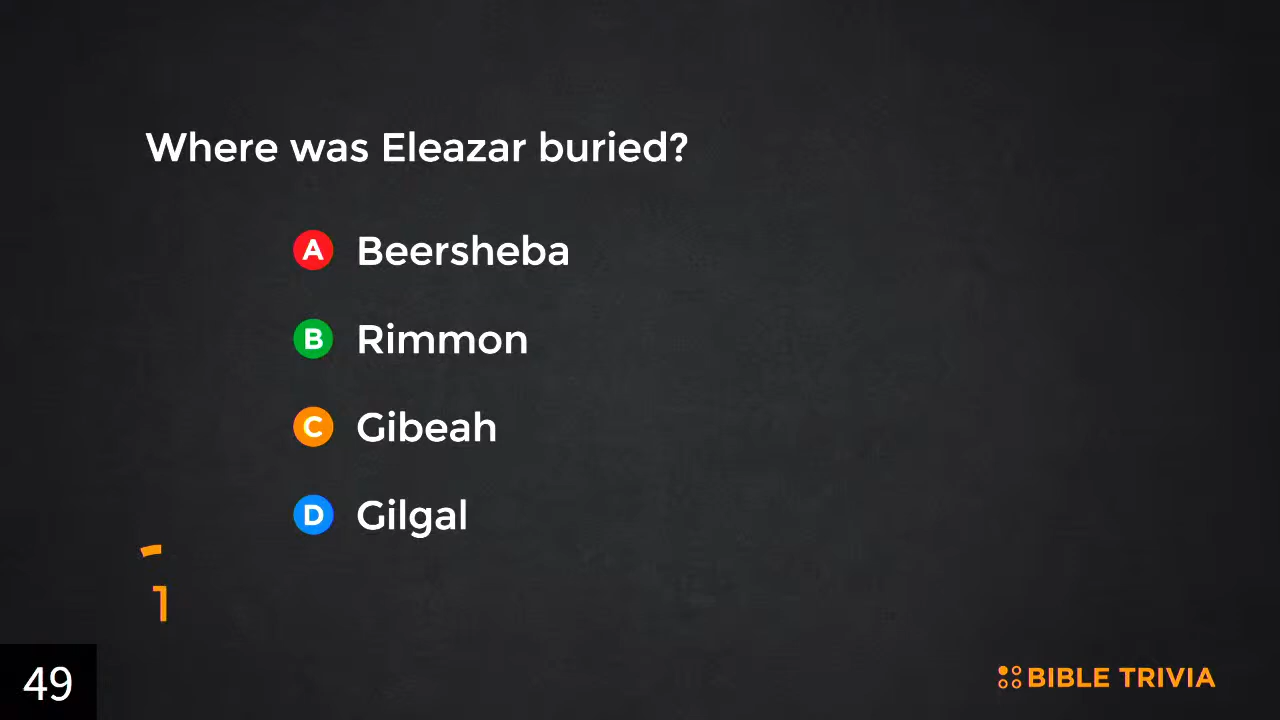 Where was Eleazar buried?
A Beersheba
B Rimmon
C Gibeah
D Gilgal
1
49
BIBLE TRIVIA